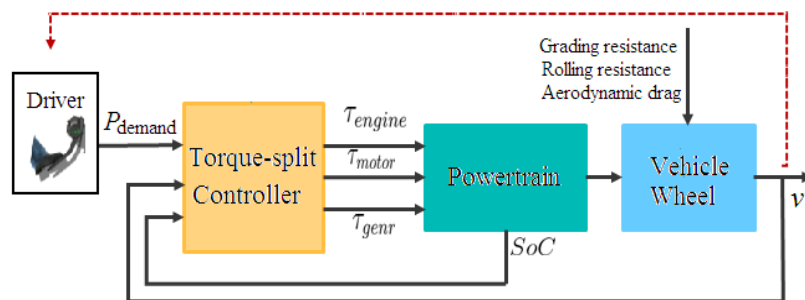 Grading resistance
Rolling resistance
Aerodynamic drag
Driver
P_demand
Torque-split
Controller
τ_engine
τ_motor
τ_genr
Powertrain
SoC
Vehicle
Wheel
v